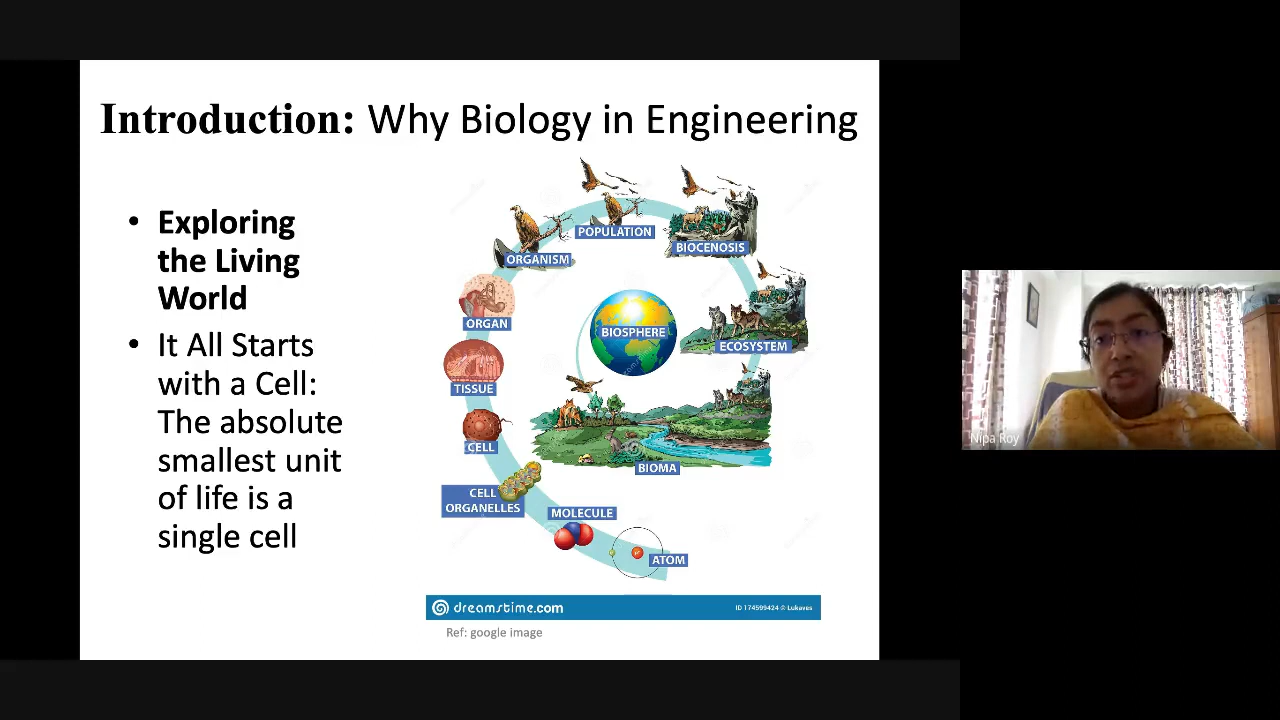 Introduction: Why Biology in Engineering
• Exploring
the Living
World
• It All Starts
with a Cell:
The absolute
smallest unit
of life is a
single cell
POPULATION
BIOCENOSIS
ORGANISM
ORGAN
BIOSPHERE
ECOSYSTEM
TISSUE
CELL
BIOMA
CELL
ORGANELLES
MOLECULE
ATOM
dreamstime.com
ID 174599424 © Lukaves
Ref: google image
Nipa Roy